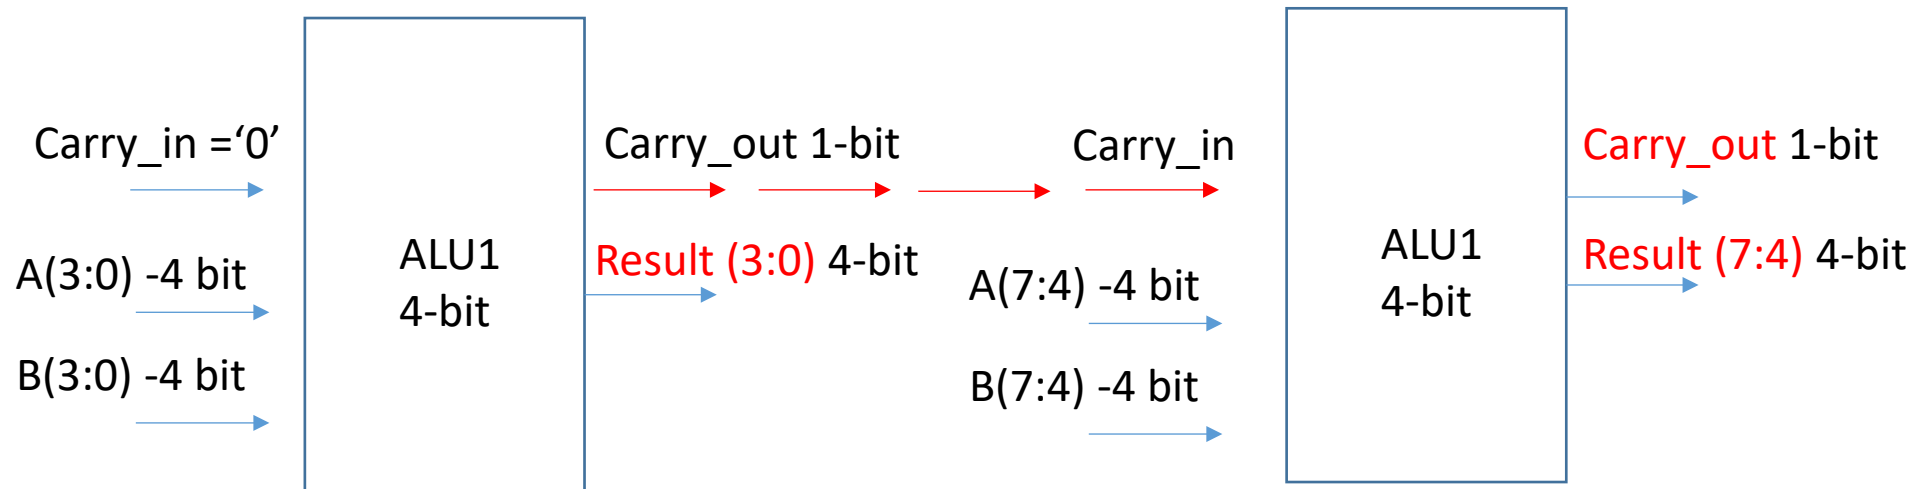 Carry_in =‘0’
A(3:0) -4 bit
B(3:0) -4 bit
ALU1
4-bit
Carry_out 1-bit
Result (3:0) 4-bit
Carry_in
A(7:4) -4 bit
B(7:4) -4 bit
ALU1
4-bit
Carry_out 1-bit
Result (7:4) 4-bit